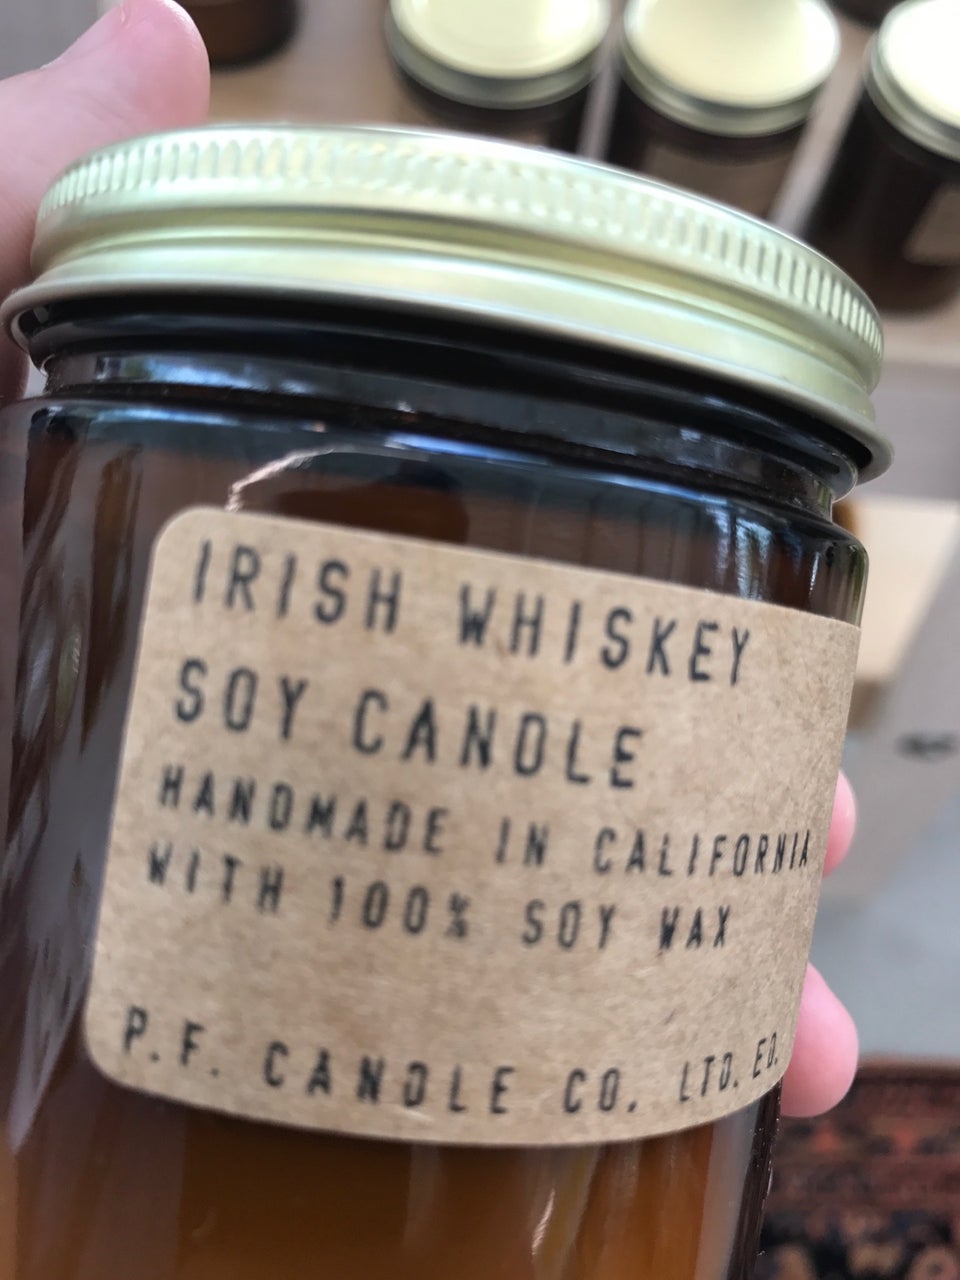 IRISH WHISKEY
SOY CANDLE
HANDMADE IN CALIFORNIA
WITH 100% SOY WAX
P.F. CANDLE CO. LTD. ED.